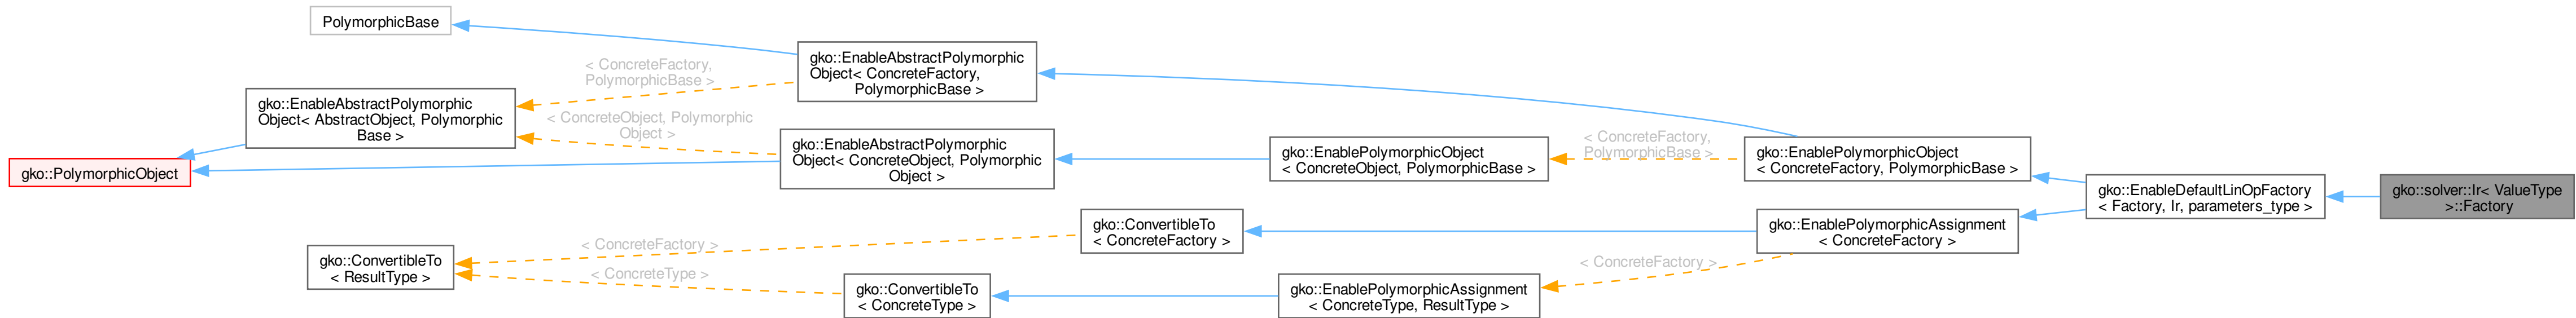 PolymorphicBase
gko::EnableAbstractPolymorphic
Object< ConcreteFactory,
PolymorphicBase >
< ConcreteFactory,
PolymorphicBase >
gko::EnableAbstractPolymorphic
Object< AbstractObject, Polymorphic
Base >
< ConcreteObject, Polymorphic
Object >
gko::PolymorphicObject
gko::EnableAbstractPolymorphic
Object< ConcreteObject, Polymorphic
Object >
gko::EnablePolymorphicObject
< ConcreteObject, PolymorphicBase >
< ConcreteFactory,
PolymorphicBase >
gko::EnablePolymorphicObject
< ConcreteFactory, PolymorphicBase >
gko::EnableDefaultLinOpFactory
< Factory, Ir, parameters_type >
gko::solver::Ir< ValueType
>::Factory
gko::ConvertibleTo
< ConcreteFactory >
gko::EnablePolymorphicAssignment
< ConcreteFactory >
< ConcreteFactory >
gko::ConvertibleTo
< ResultType >
< ConcreteType >
gko::ConvertibleTo
< ConcreteType >
gko::EnablePolymorphicAssignment
< ConcreteType, ResultType >
< ConcreteFactory >